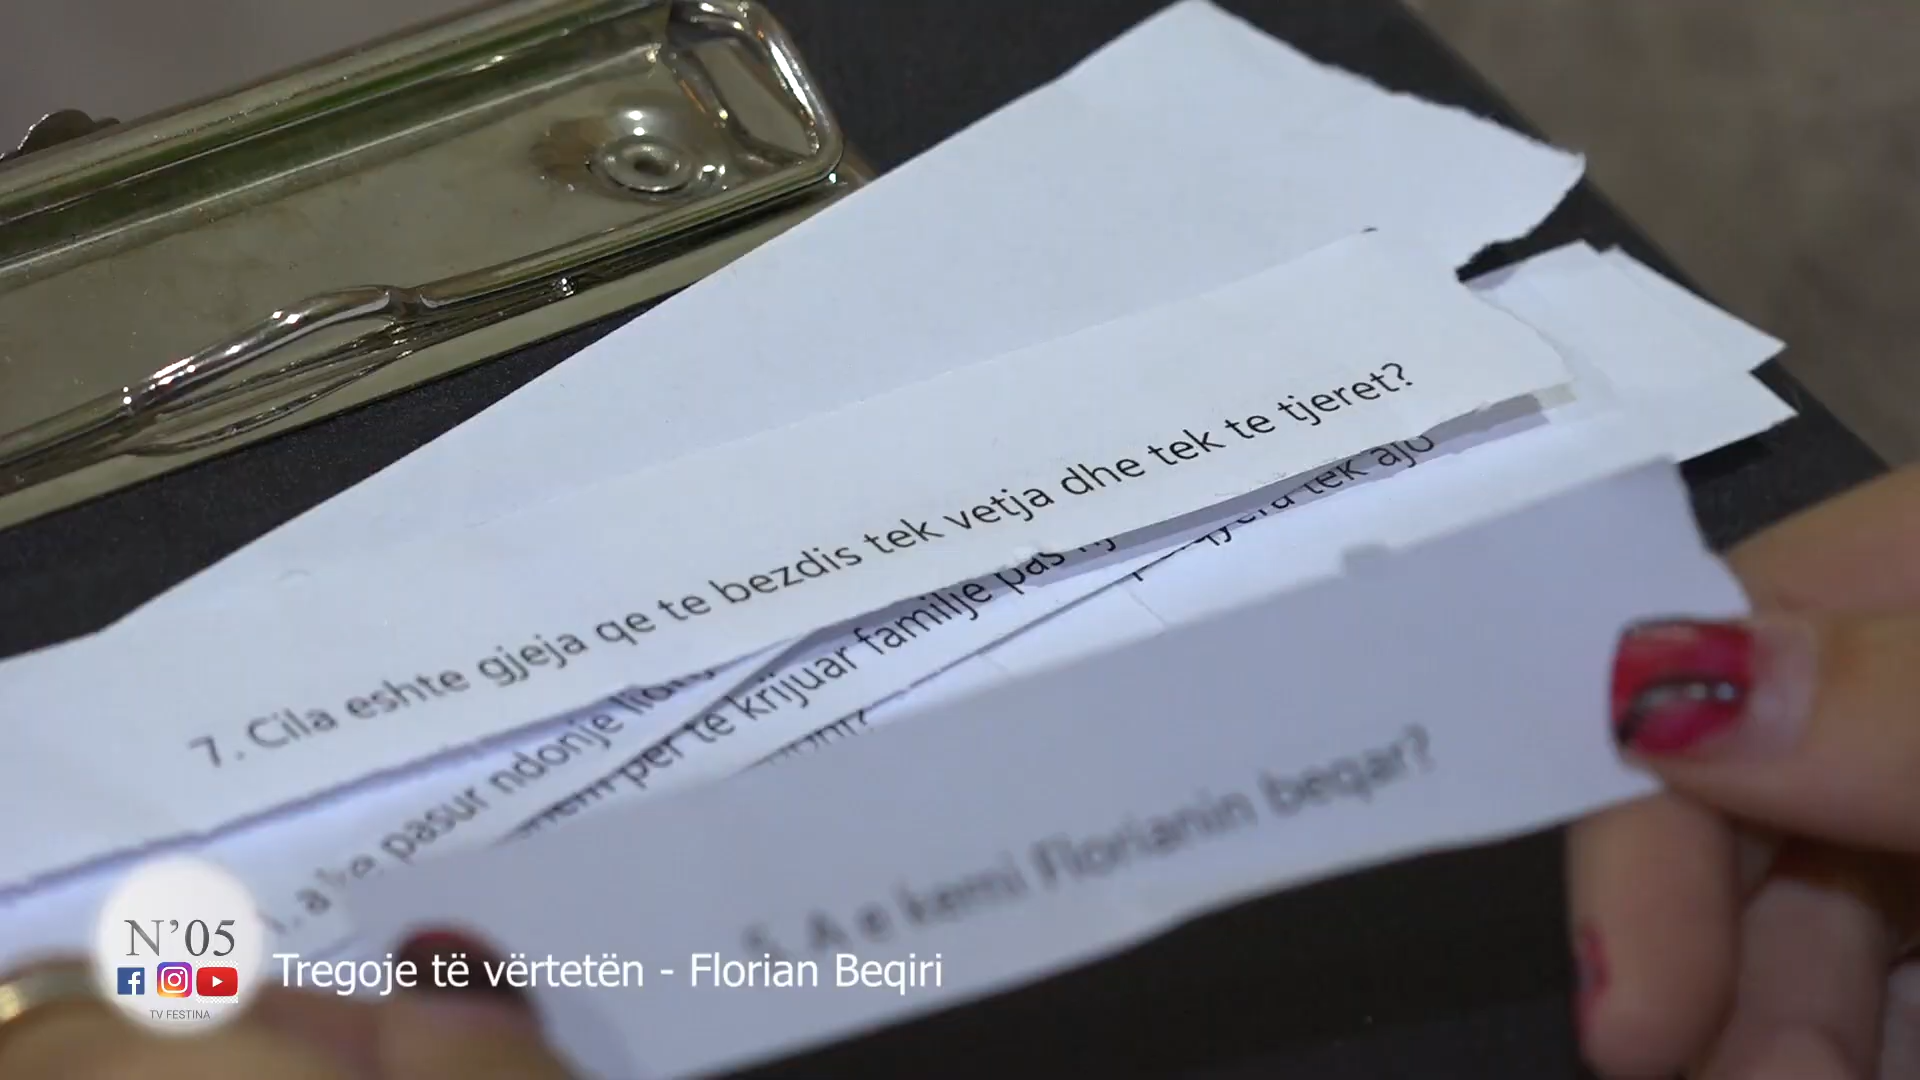 7. Cila eshte gjeja qe te bezdis tek vetja dhe tek te tjeret?
tek ajo
a ke pasur ndonje
per te krijuar familje pas
5. A e kemi Florianin beqar?
N'05
TV FESTINA
Tregoje të vërtetën - Florian Beqiri